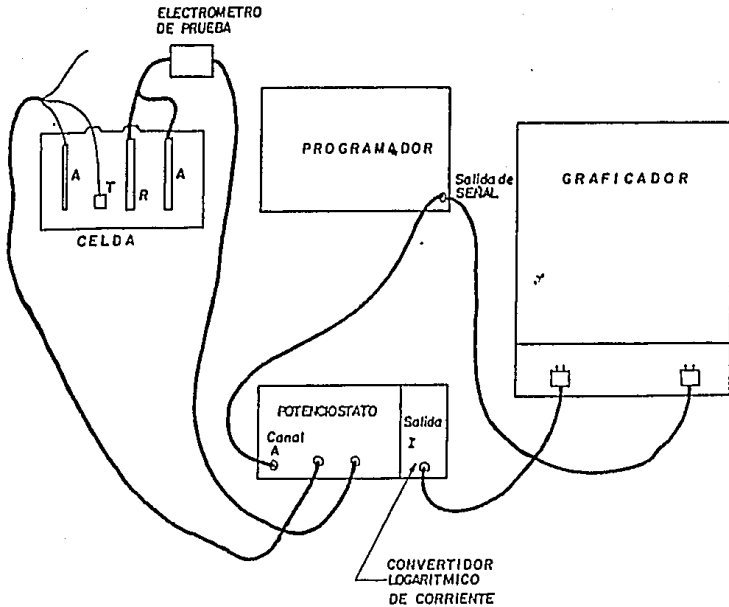 ELECTROMETRO
DE PRUEBA
A
T
R
A
CELDA
PROGRAMADOR
Salida de
SEÑAL
GRAFICADOR
POTENCIOSTATO
Canal
A
Salida
I
CONVERTIDOR
LOGARITMICO
DE CORRIENTE